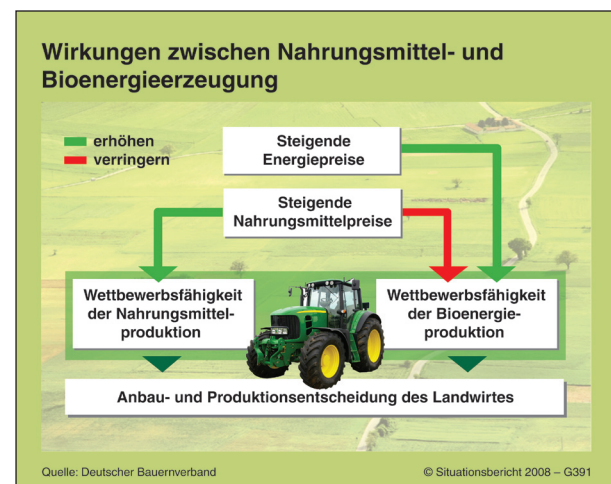 Wirkungen zwischen Nahrungsmittel- und
Bioenergieerzeugung
erhöhen
verringern
Steigende
Energiepreise
Steigende
Nahrungsmittelpreise
Wettbewerbsfähigkeit
der Nahrungsmittel-
produktion
Wettbewerbsfähigkeit
der Bioenergie-
produktion
Anbau- und Produktionsentscheidung des Landwirtes
Quelle: Deutscher Bauernverband
© Situationsbericht 2008 – G391